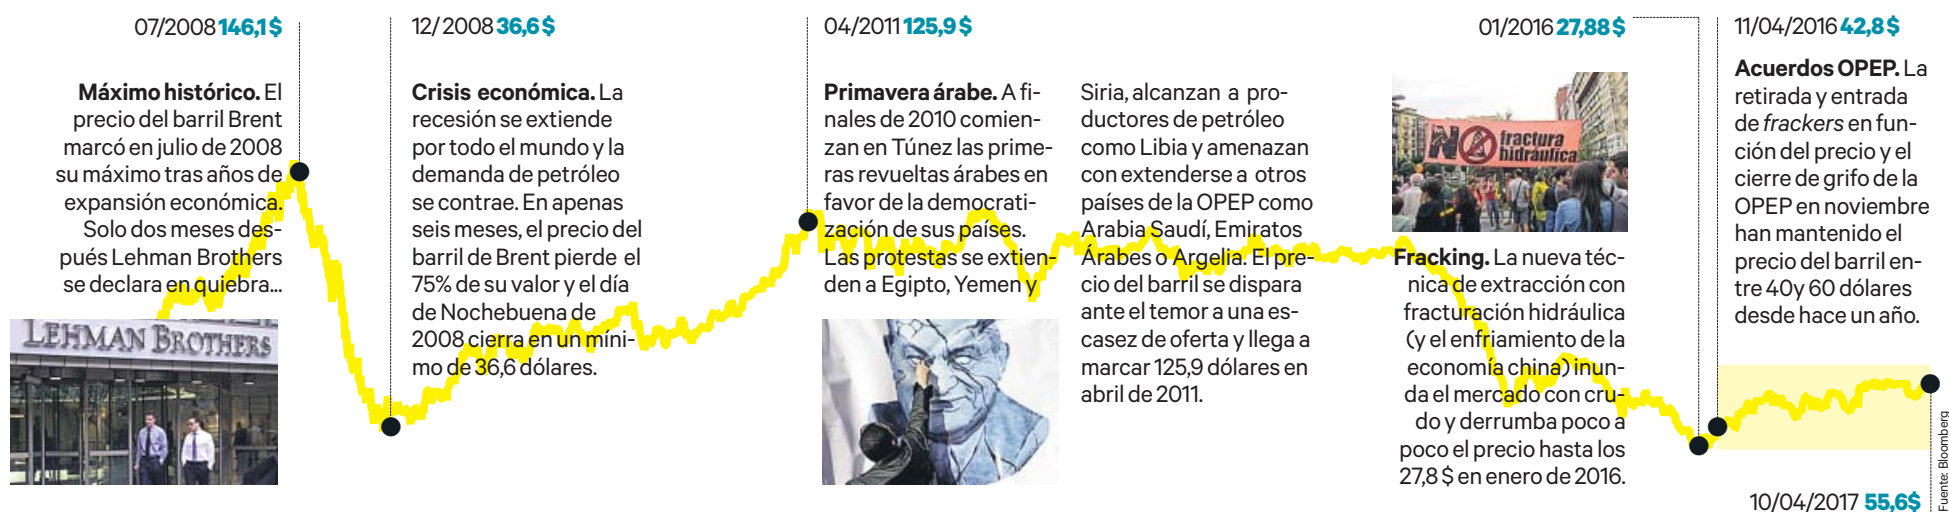 07/2008 146,1 $
Máximo histórico. El
precio del barril Brent
marcó en julio de 2008
su máximo tras años de
expansión económica.
Solo dos meses des-
pués Lehman Brothers
se declara en quiebra...
LEHMAN BROTHERS
12/ 2008 36,6 $
Crisis económica. La
recesión se extiende
por todo el mundo y la
demanda de petróleo
se contrae. En apenas
seis meses, el precio del
barril de Brent pierde el
75% de su valor y el día
de Nochebuena de
2008 cierra en un míni-
mo de 36,6 dólares.
04/2011 125,9 $
Primavera árabe. A fi-
nales de 2010 comien-
zan en Túnez las prime-
ras revueltas árabes en
favor de la democrati-
zación de sus países.
Las protestas se extien-
den a Egipto, Yemen y
Siria, alcanzan a pro-
ductores de petróleo
como Libia y amenazan
con extenderse a otros
países de la OPEP como
Arabia Saudí, Emiratos
Árabes o Argelia. El pre-
cio del barril se dispara
ante el temor a una es-
casez de oferta y llega a
marcar 125,9 dólares en
abril de 2011.
01/2016 27,88 $
NO fractura
hidráulica
Fracking. La nueva téc-
nica de extracción con
fracturación hidráulica
(y el enfriamiento de la
economía china) inun-
da el mercado con cru-
do y derrumba poco a
poco el precio hasta los
27,8 $ en enero de 2016.
11/04/2016 42,8 $
Acuerdos OPEP. La
retirada y entrada
de frackers en fun-
ción del precio y el
cierre de grifo de la
OPEP en noviembre
han mantenido el
precio del barril en-
tre 40y 60 dólares
desde hace un año.
10/04/2017 55,6$
Fuente: Bloomberg